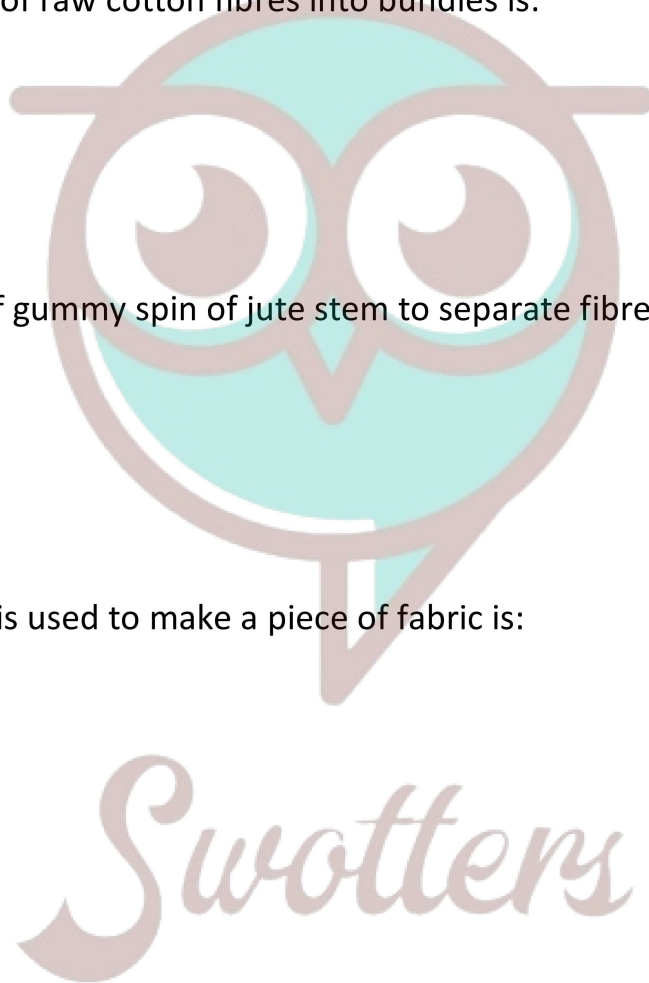 of raw cotton fibres into bundles is:
gummy spin of jute stem to separate fibre
is used to make a piece of fabric is:
Swotters